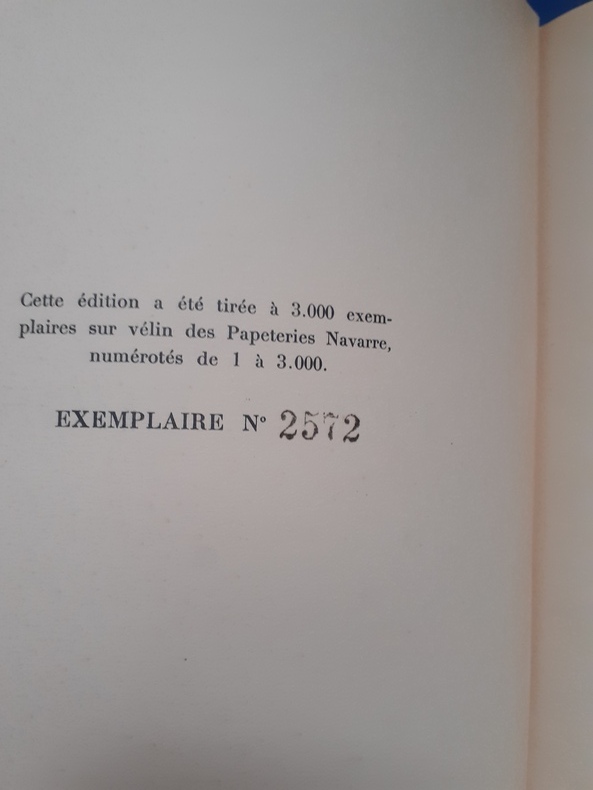 Cette édition a été tirée à 3.000 exem-
plaires sur vélin des Papeteries Navarre,
numérotés de 1 à 3.000.
EXEMPLAIRE Nº 2572